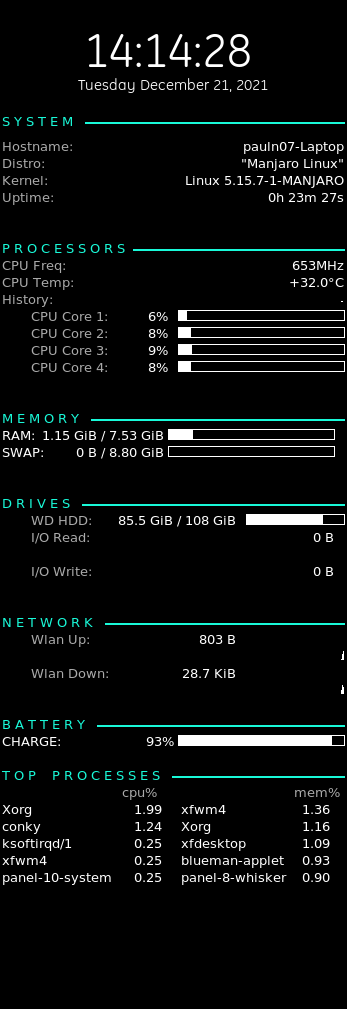 14:14:28
Tuesday December 21, 2021
SYSTEM
Hostname: pauln07-Laptop
Distro: "Manjaro Linux"
Kernel: Linux 5.15.7-1-MANJARO
Uptime: 0h 23m 27s
PROCESSORS
CPU Freq: 653MHz
CPU Temp: +32.0°C
History:
CPU Core 1: 6%
CPU Core 2: 8%
CPU Core 3: 9%
CPU Core 4: 8%
MEMORY
RAM: 1.15 GiB / 7.53 GiB
SWAP: 0 B / 8.80 GiB
DRIVES
WD HDD: 85.5 GiB / 108 GiB
I/O Read: 0 B
I/O Write: 0 B
NETWORK
Wlan Up: 803 B
Wlan Down: 28.7 KiB
BATTERY
CHARGE: 93%
TOP PROCESSES
cpu% mem%
Xorg 1.99 xfwm4 1.36
conky 1.24 Xorg 1.16
ksoftirqd/1 0.25 xfdesktop 1.09
xfwm4 0.25 blueman-applet 0.93
panel-10-system 0.25 panel-8-whisker 0.90